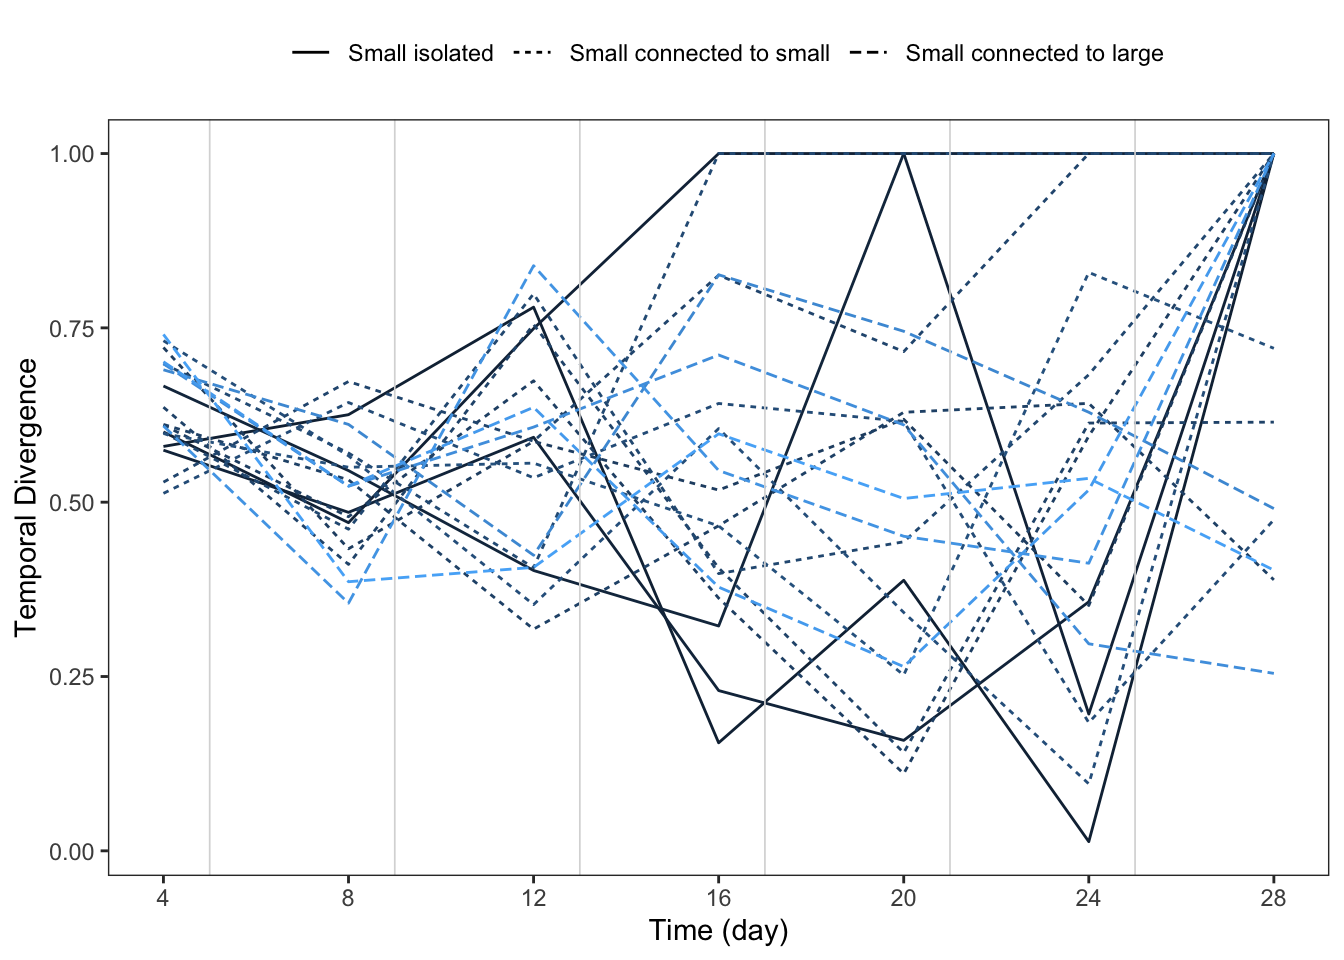 Small isolated Small connected to small Small connected to large
Temporal Divergence
1.00
0.75
0.50
0.25
0.00
4 8 12 16 20 24 28
Time (day)